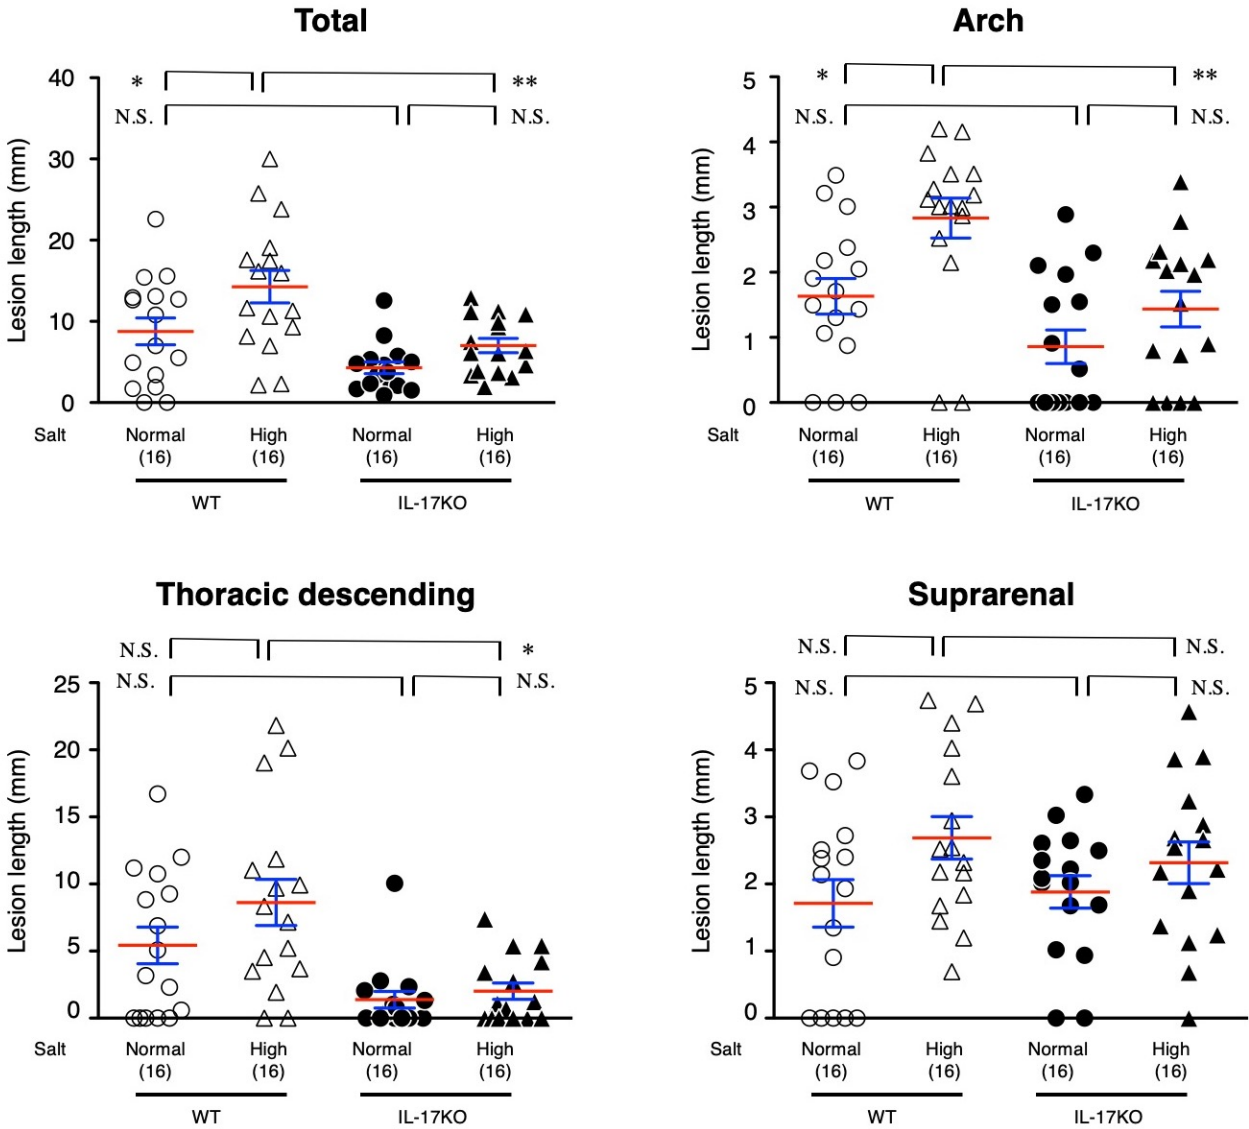 Total
Lesion length (mm)
* **
N.S. N.S.
40
30
20
10
0
Salt Normal High Normal High
(16) (16) (16) (16)
WT IL-17KO
Arch
Lesion length (mm)
* **
N.S. N.S.
5
4
3
2
1
0
Salt Normal High Normal High
(16) (16) (16) (16)
WT IL-17KO
Thoracic descending
Lesion length (mm)
N.S. *
N.S. N.S.
25
20
15
10
5
0
Salt Normal High Normal High
(16) (16) (16) (16)
WT IL-17KO
Suprarenal
Lesion length (mm)
N.S. N.S.
N.S. N.S.
5
4
3
2
1
0
Salt Normal High Normal High
(16) (16) (16) (16)
WT IL-17KO